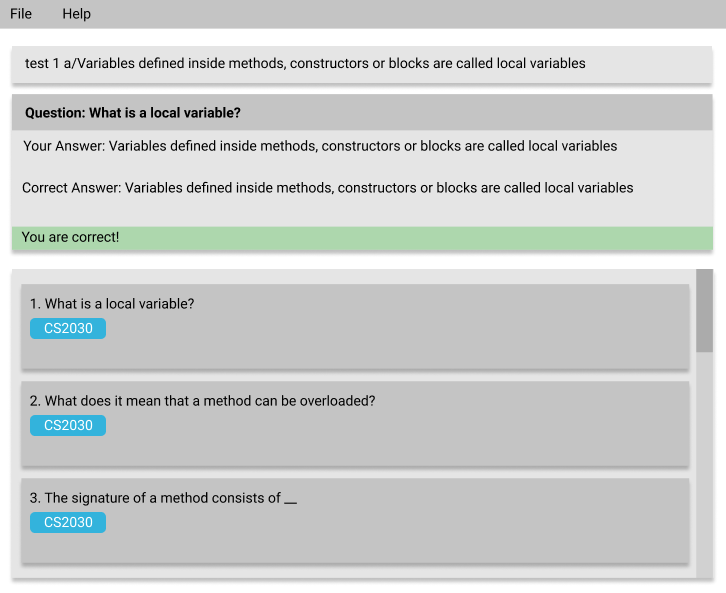 File Help
test 1 a/Variables defined inside methods, constructors or blocks are called local variables
Question: What is a local variable?
Your Answer: Variables defined inside methods, constructors or blocks are called local variables
Correct Answer: Variables defined inside methods, constructors or blocks are called local variables
You are correct!
1. What is a local variable?
CS2030
2. What does it mean that a method can be overloaded?
CS2030
3. The signature of a method consists of __
CS2030